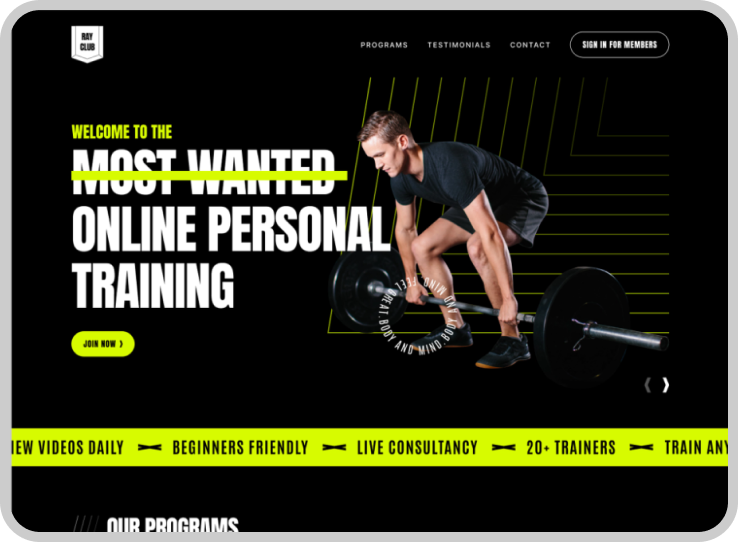 RAY
CLUB
PROGRAMS
TESTIMONIALS
CONTACT
SIGN IN FOR MEMBERS
WELCOME TO THE
MOST WANTED
ONLINE PERSONAL
TRAINING
FEEL GREAT. BODY AND MIND. BODY AND MIND
JOIN NOW
IEW VIDEOS DAILY
BEGINNERS FRIENDLY
LIVE CONSULTANCY
20+ TRAINERS
TRAIN ANY
OUR PROGRAMS